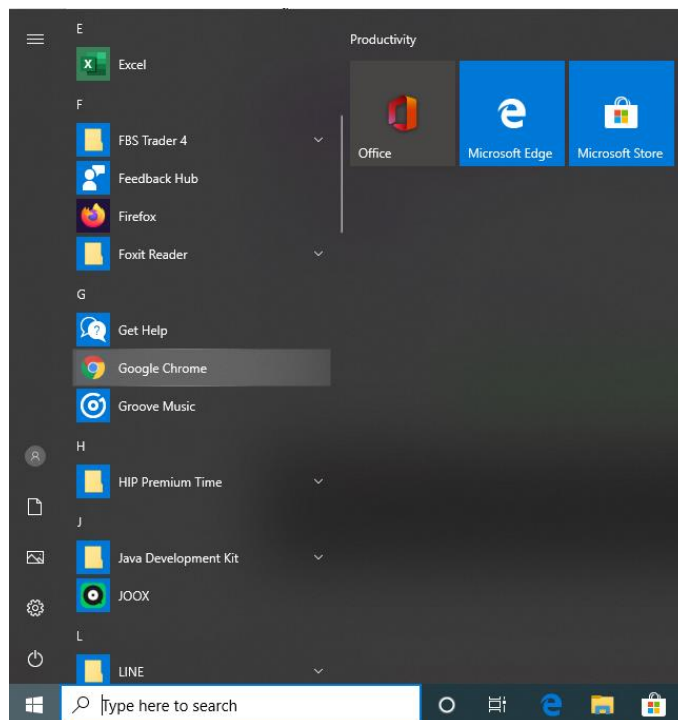 E
Excel
F
FBS Trader 4
Feedback Hub
Firefox
Foxit Reader
G
Get Help
Google Chrome
Groove Music
H
HIP Premium Time
J
Java Development Kit
JOOX
L
LINE
Productivity
Office
Microsoft Edge
Microsoft Store
Type here to search